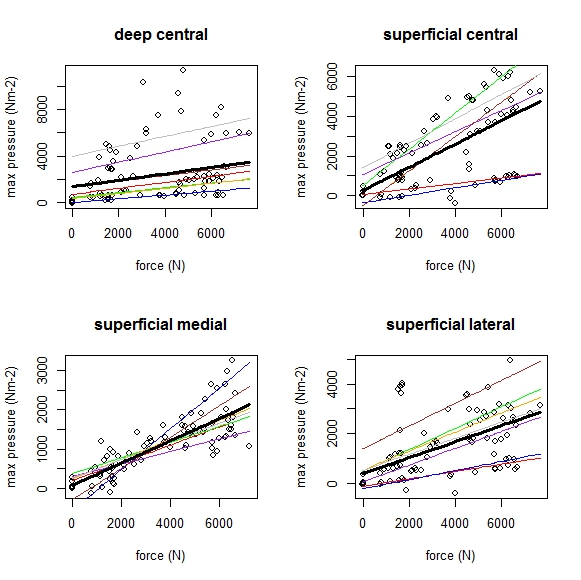 deep central
max pressure (Nm-2)
0 4000 8000
0 2000 4000 6000
force (N)
superficial central
max pressure (Nm-2)
0 2000 4000 6000
0 2000 4000 6000
force (N)
superficial medial
max pressure (Nm-2)
0 1000 2000 3000
0 2000 4000 6000
force (N)
superficial lateral
max pressure (Nm-2)
0 2000 4000
0 2000 4000 6000
force (N)